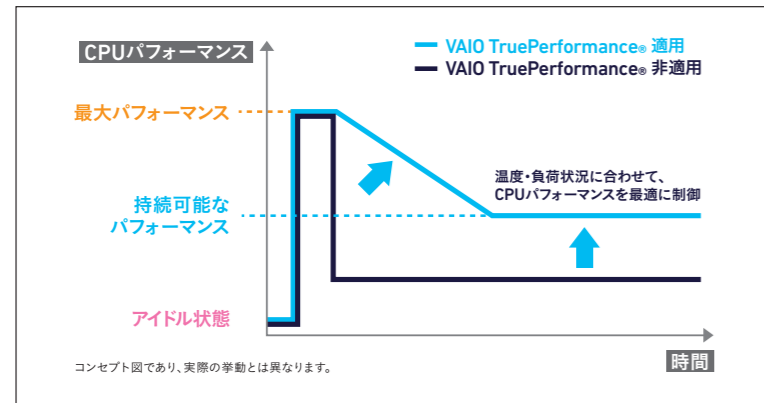 CPUパフォーマンス
VAIO TruePerformance® 適用
VAIO TruePerformance® 非適用
最大パフォーマンス
温度・負荷状況に合わせて、
CPUパフォーマンスを最適に制御
持続可能な
パフォーマンス
アイドル状態
時間
コンセプト図であり、実際の挙動とは異なります。